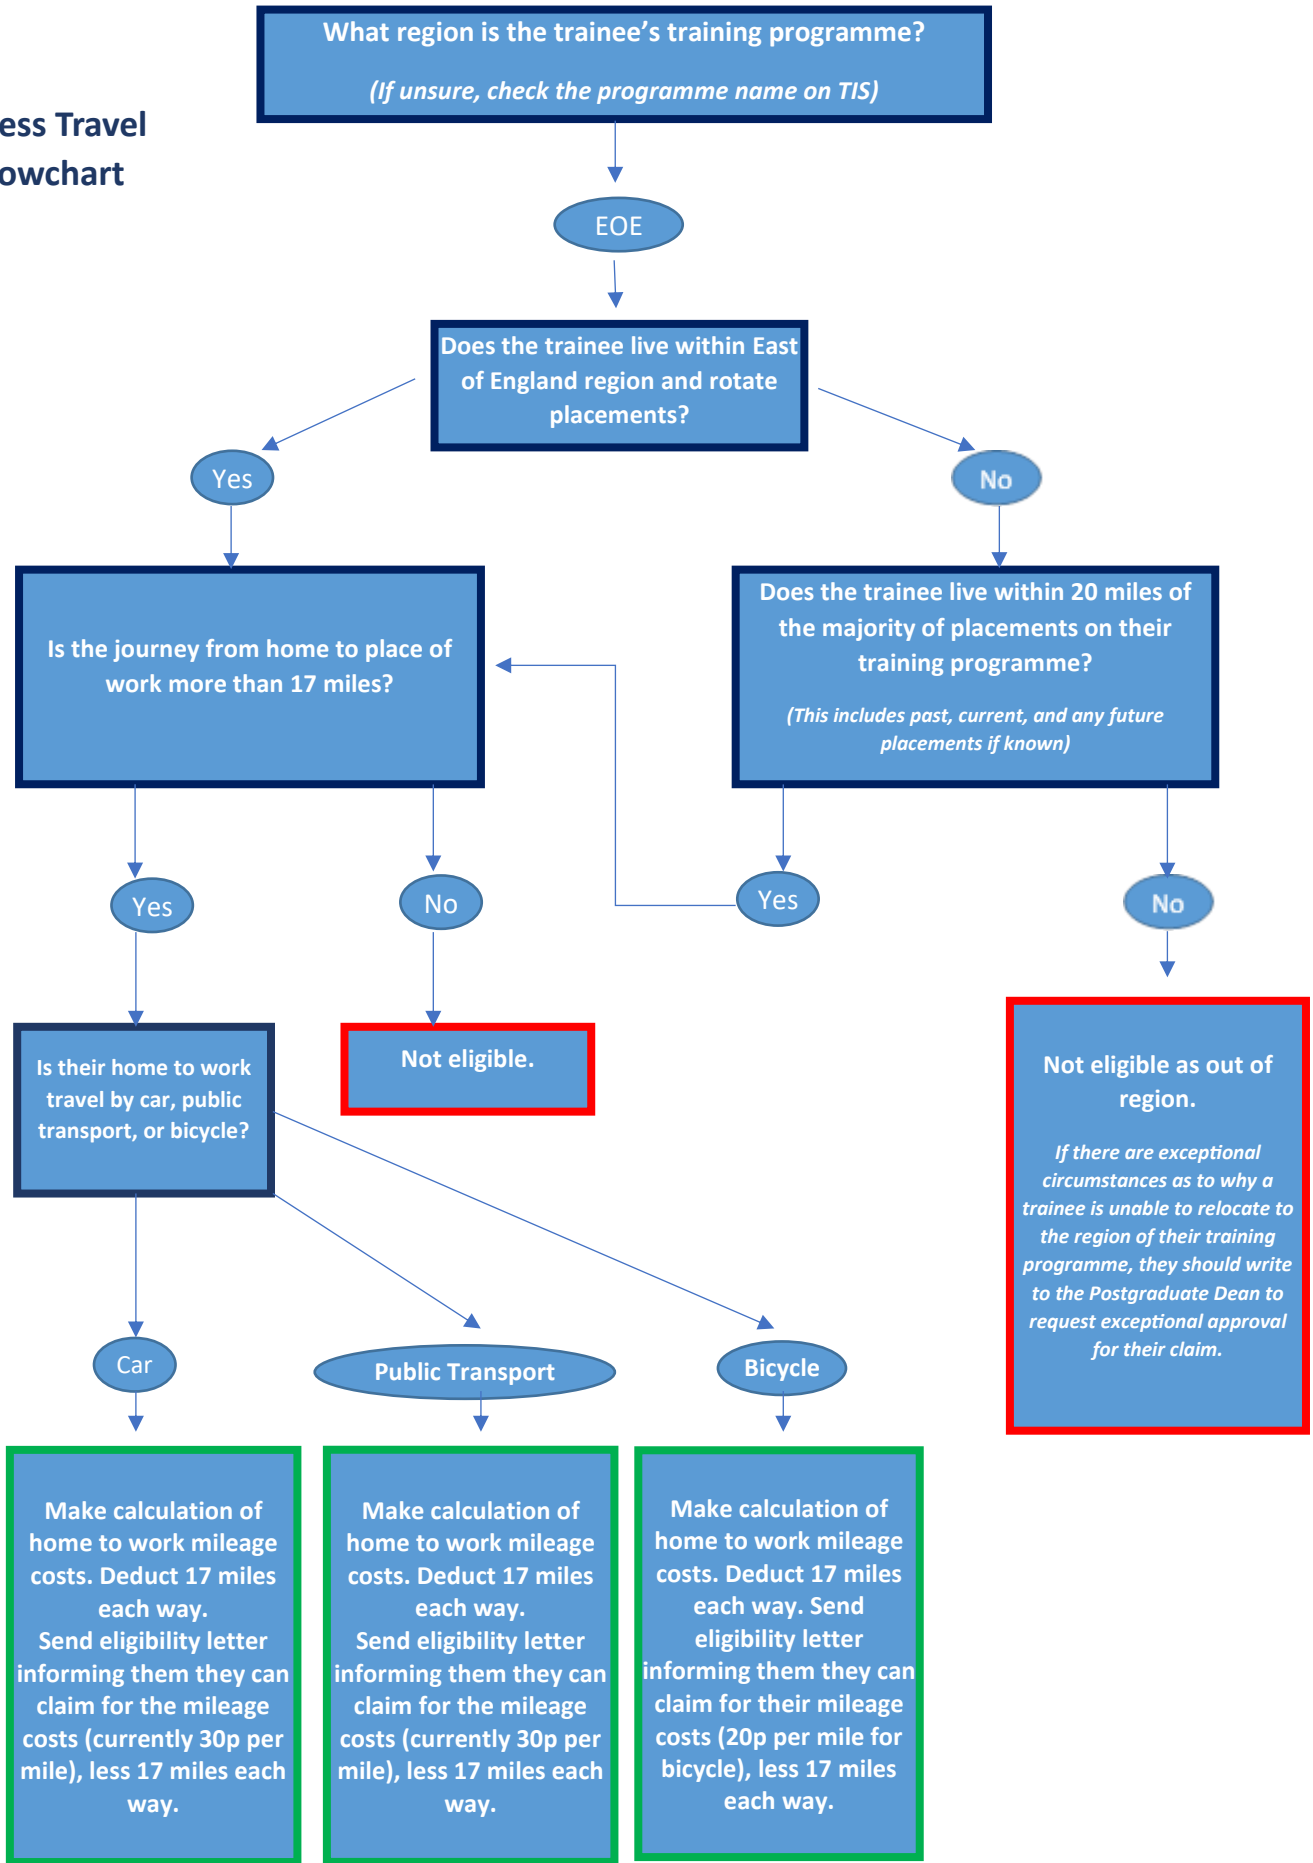 What region is the trainee's training programme?
(If unsure, check the programme name on TIS)
ess Travel
owchart
EOE
Does the trainee live within East
of England region and rotate
placements?
Yes
No
Is the journey from home to place of
work more than 17 miles?
Does the trainee live within 20 miles of
the majority of placements on their
training programme?
(This includes past, current, and any future
placements if known)
Yes
No
Yes
No
Is their home to work
travel by car, public
transport, or bicycle?
Not eligible.
Not eligible as out of
region.
If there are exceptional
circumstances as to why a
trainee is unable to relocate to
the region of their training
programme, they should write
to the Postgraduate Dean to
request exceptional approval
for their claim.
Car
Public Transport
Bicycle
Make calculation of
home to work mileage
costs. Deduct 17 miles
each way.
Send eligibility letter
informing them they can
claim for the mileage
costs (currently 30p per
mile), less 17 miles each
way.
Make calculation of
home to work mileage
costs. Deduct 17 miles
each way.
Send eligibility letter
informing them they can
claim for the mileage
costs (currently 30p per
mile), less 17 miles each
way.
Make calculation of
home to work mileage
costs. Deduct 17 miles
each way. Send
eligibility letter
informing them they can
claim for their mileage
costs (20p per mile for
bicycle), less 17 miles
each way.